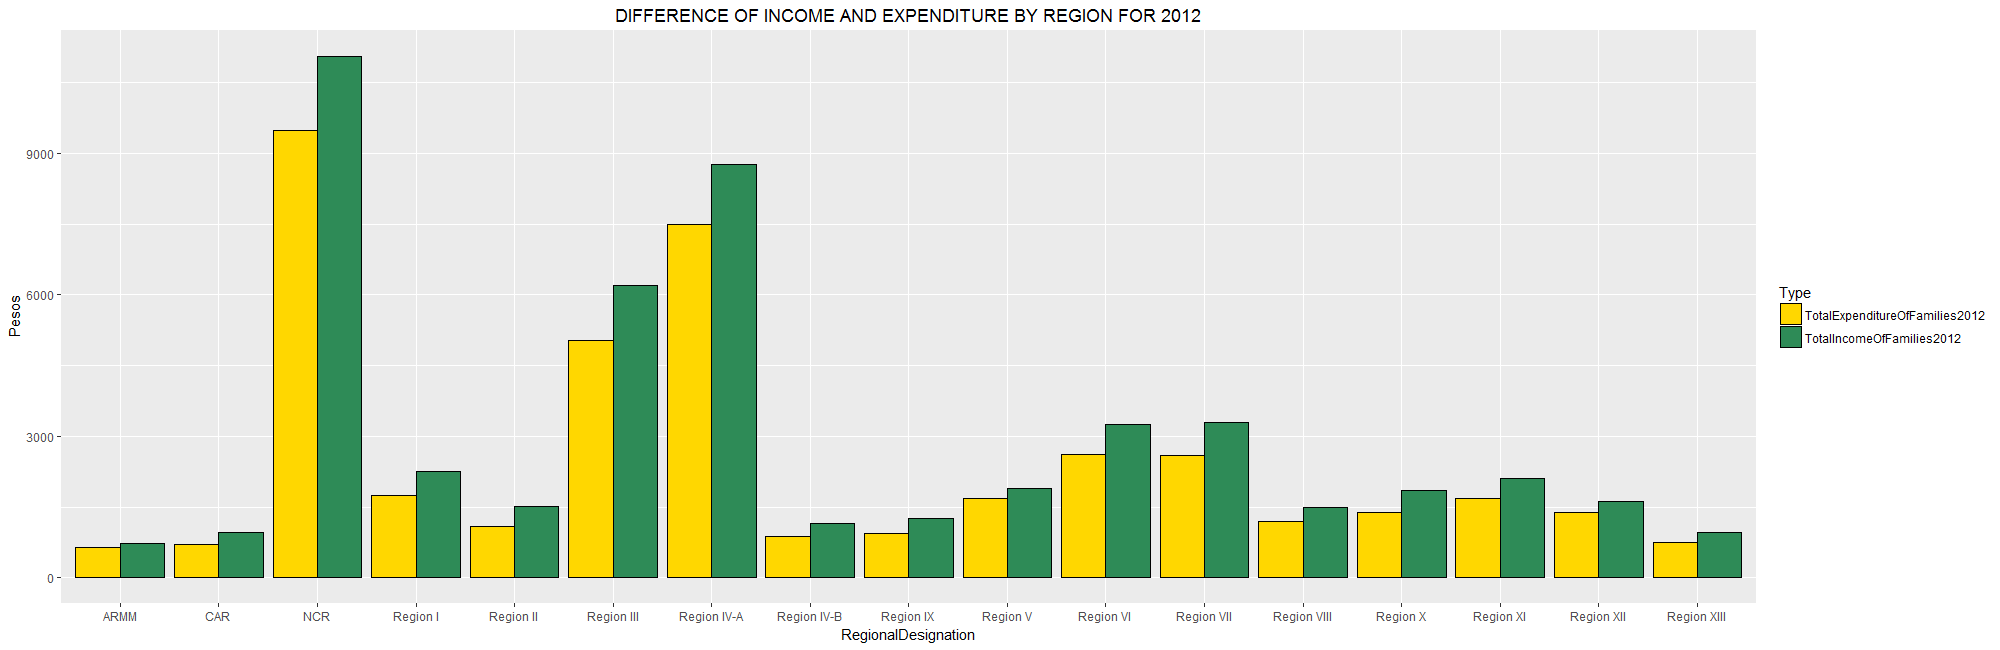 DIFFERENCE OF INCOME AND EXPENDITURE BY REGION FOR 2012
9000
6000
3000
0
Pesos
ARMM CAR NCR Region I Region II Region III Region IV-A Region IV-B Region IX Region V Region VI Region VII Region VIII Region X Region XI Region XII Region XIII
RegionalDesignation
Type
TotalExpenditureOfFamilies2012
TotalIncomeOfFamilies2012